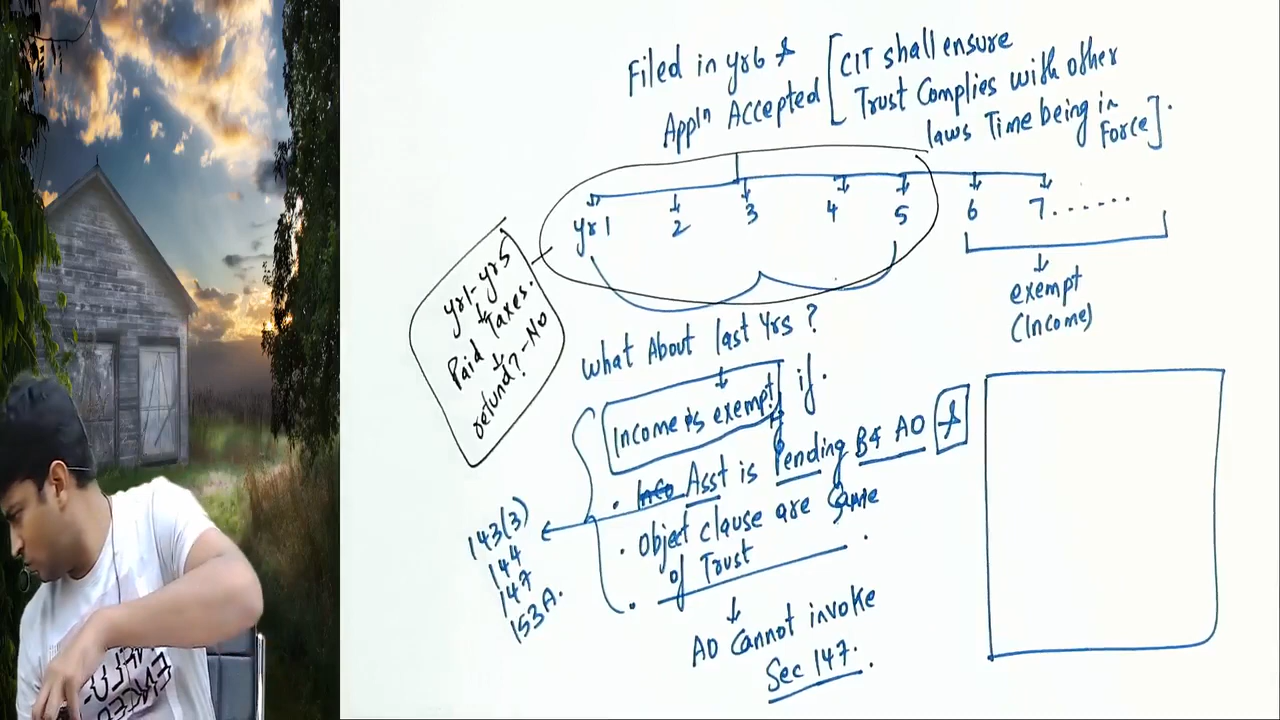 Filed in yr6 &
Appln Accepted
[CIT shall ensure
Trust Complies with other
laws Time being in
Force].
yr1 2 3 4 5 6 7......
yr1-yr5
Paid Taxes.
refund? - No
exempt
(Income)
What About last Yrs ?
Income is exempt if.
. Asst is Pending B4 AO &
. Object clause are same
of Trust
143(3)
144
147
153A.
AO Cannot invoke
Sec 147.